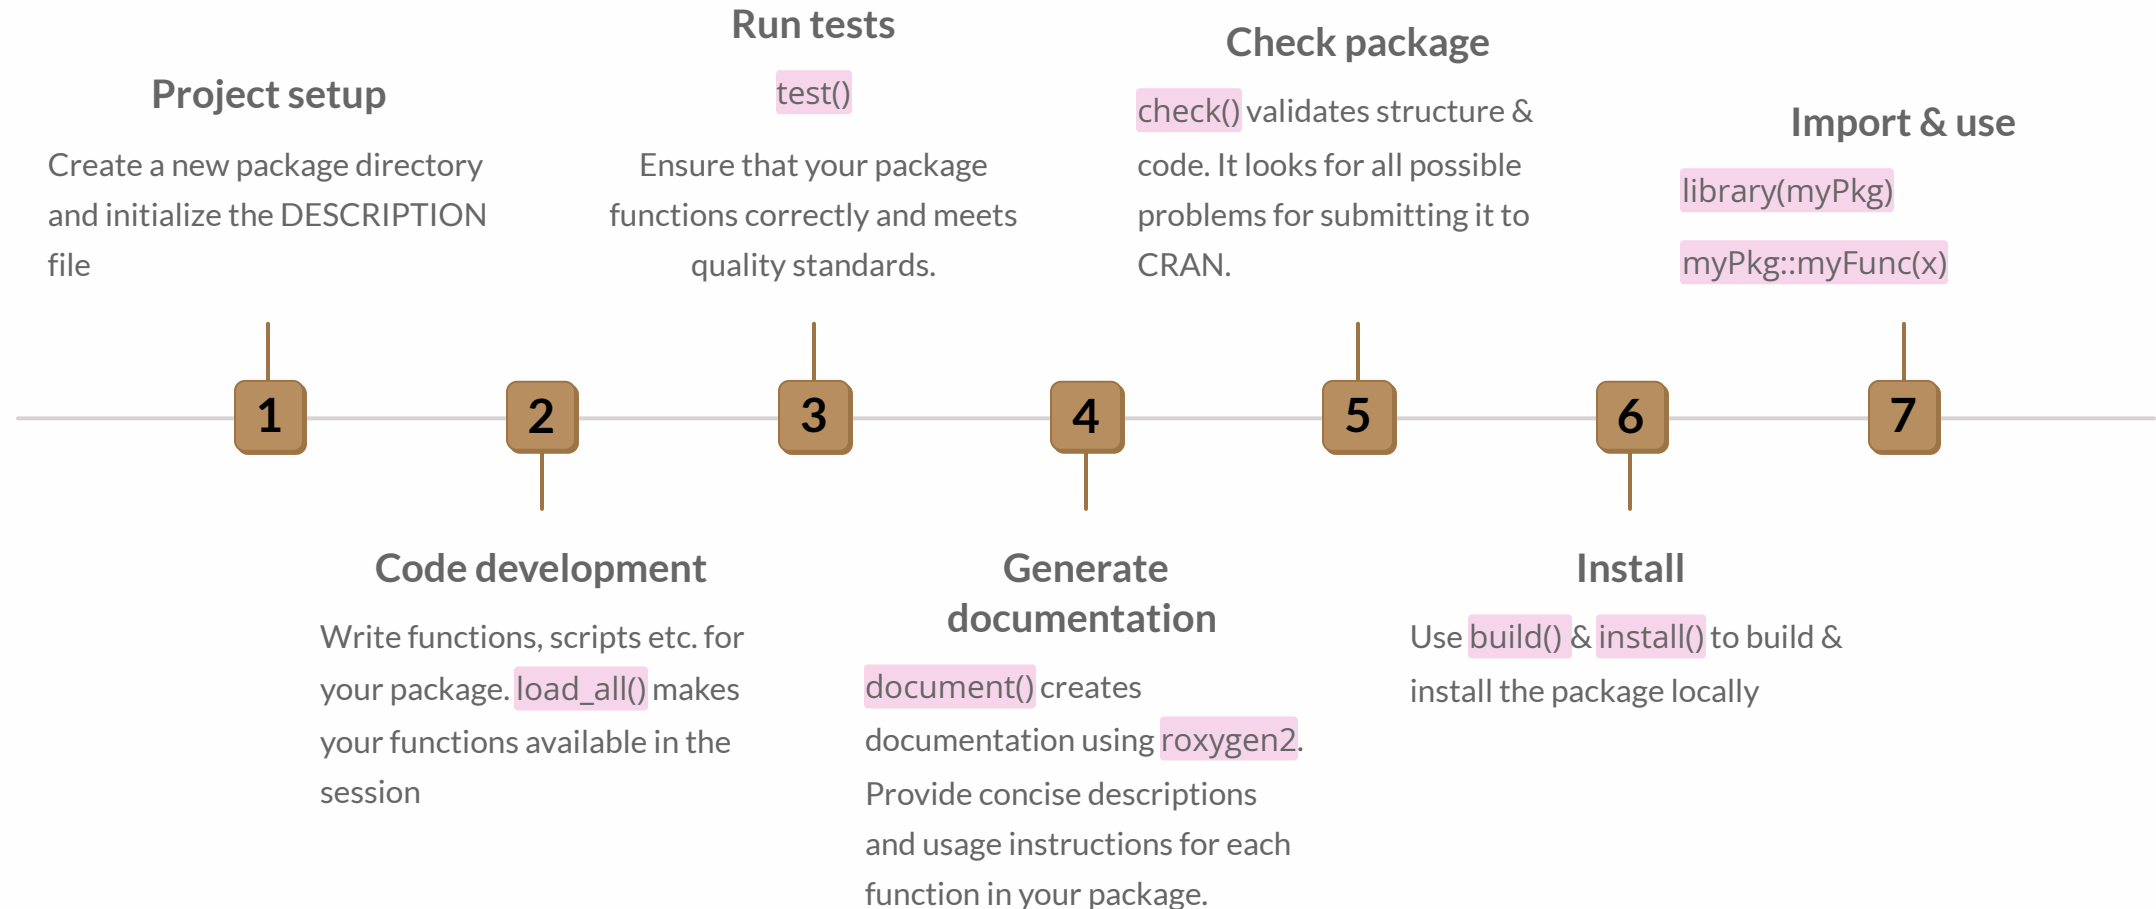 Project setup
Create a new package directory
and initialize the DESCRIPTION
file
1
Code development
Write functions, scripts etc. for
your package. load_all() makes
your functions available in the
session
2
Run tests
test()
Ensure that your package
functions correctly and meets
quality standards.
3
Generate
documentation
document() creates
documentation using roxygen2.
Provide concise descriptions
and usage instructions for each
function in your package.
4
Check package
check() validates structure &
code. It looks for all possible
problems for submitting it to
CRAN.
5
Install
Use build() & install() to build &
install the package locally
6
Import & use
library(myPkg)
myPkg::myFunc(x)
7